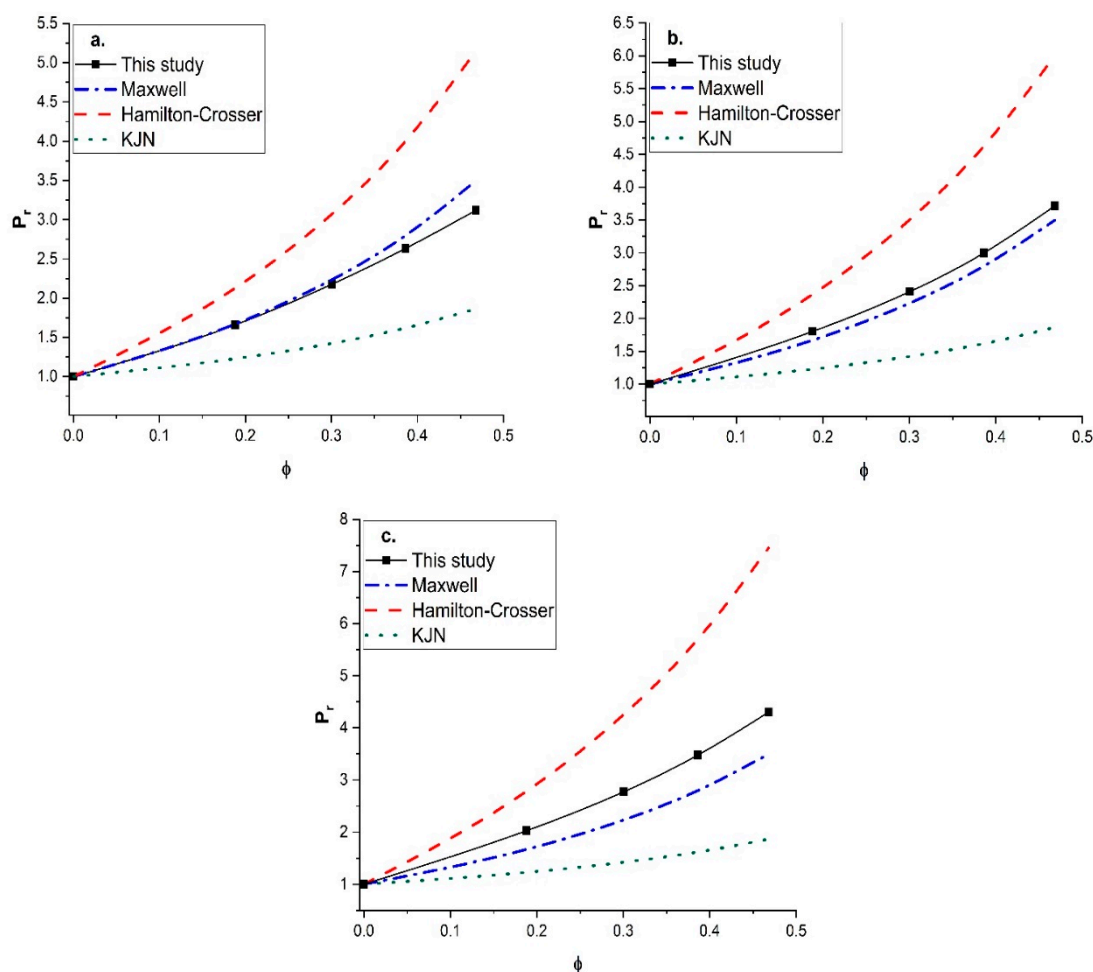 a.
This study
Maxwell
Hamilton-Crosser
KJN
5.5
5.0
4.5
4.0
3.5
3.0
2.5
2.0
1.5
1.0
Pr
0.0 0.1 0.2 0.3 0.4 0.5
ϕ
b.
This study
Maxwell
Hamilton-Crosser
KJN
6.5
6.0
5.5
5.0
4.5
4.0
3.5
3.0
2.5
2.0
1.5
1.0
Pr
0.0 0.1 0.2 0.3 0.4 0.5
ϕ
c.
This study
Maxwell
Hamilton-Crosser
KJN
8
7
6
5
4
3
2
1
Pr
0.0 0.1 0.2 0.3 0.4 0.5
ϕ